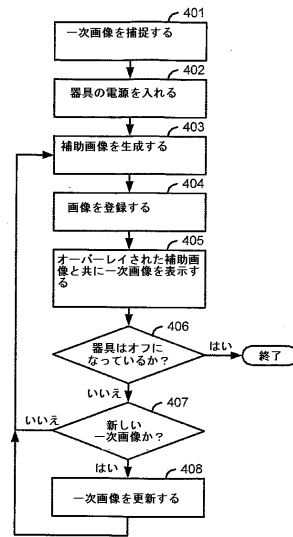 401
一次画像を捕捉する
402
器具の電源を入れる
403
補助画像を生成する
404
画像を登録する
405
オーバーレイされた補助画
像と共に一次画像を表示す
る
406
器具はオフに
なっているか？
はい
終了
いいえ
407
いいえ
新しい
一次画像か？
はい
408
一次画像を更新する